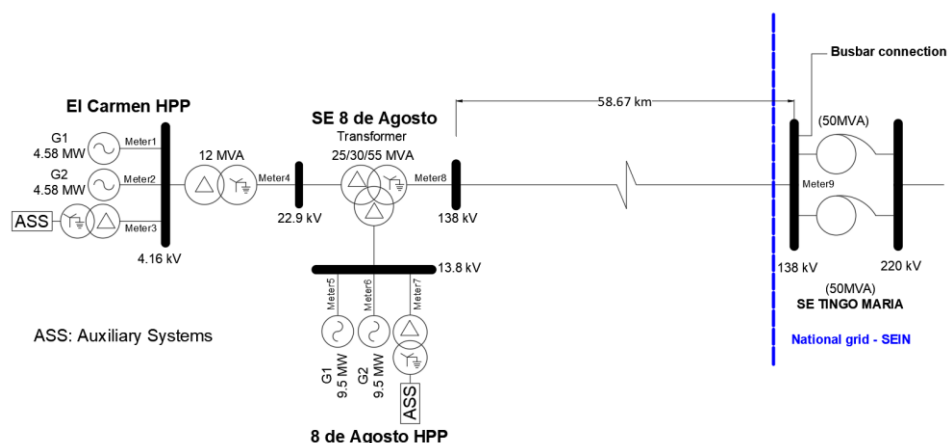 Busbar connection
58.67 km
El Carmen HPP
SE 8 de Agosto
Transformer
25/30/55 MVA
(50MVA)
G1
4.58 MW
Meter1
12 MVA
G2
4.58 MW
Meter2
Meter4
Meter8
Meter9
ASS
Meter3
4.16 kV
22.9 kV
138 kV
13.8 kV
138 kV
220 kV
(50MVA)
SE TINGO MARIA
Meter5
Meter6
Meter7
ASS: Auxiliary Systems
National grid - SEIN
G1
9.5 MW
G2
9.5 MW
ASS
8 de Agosto HPP